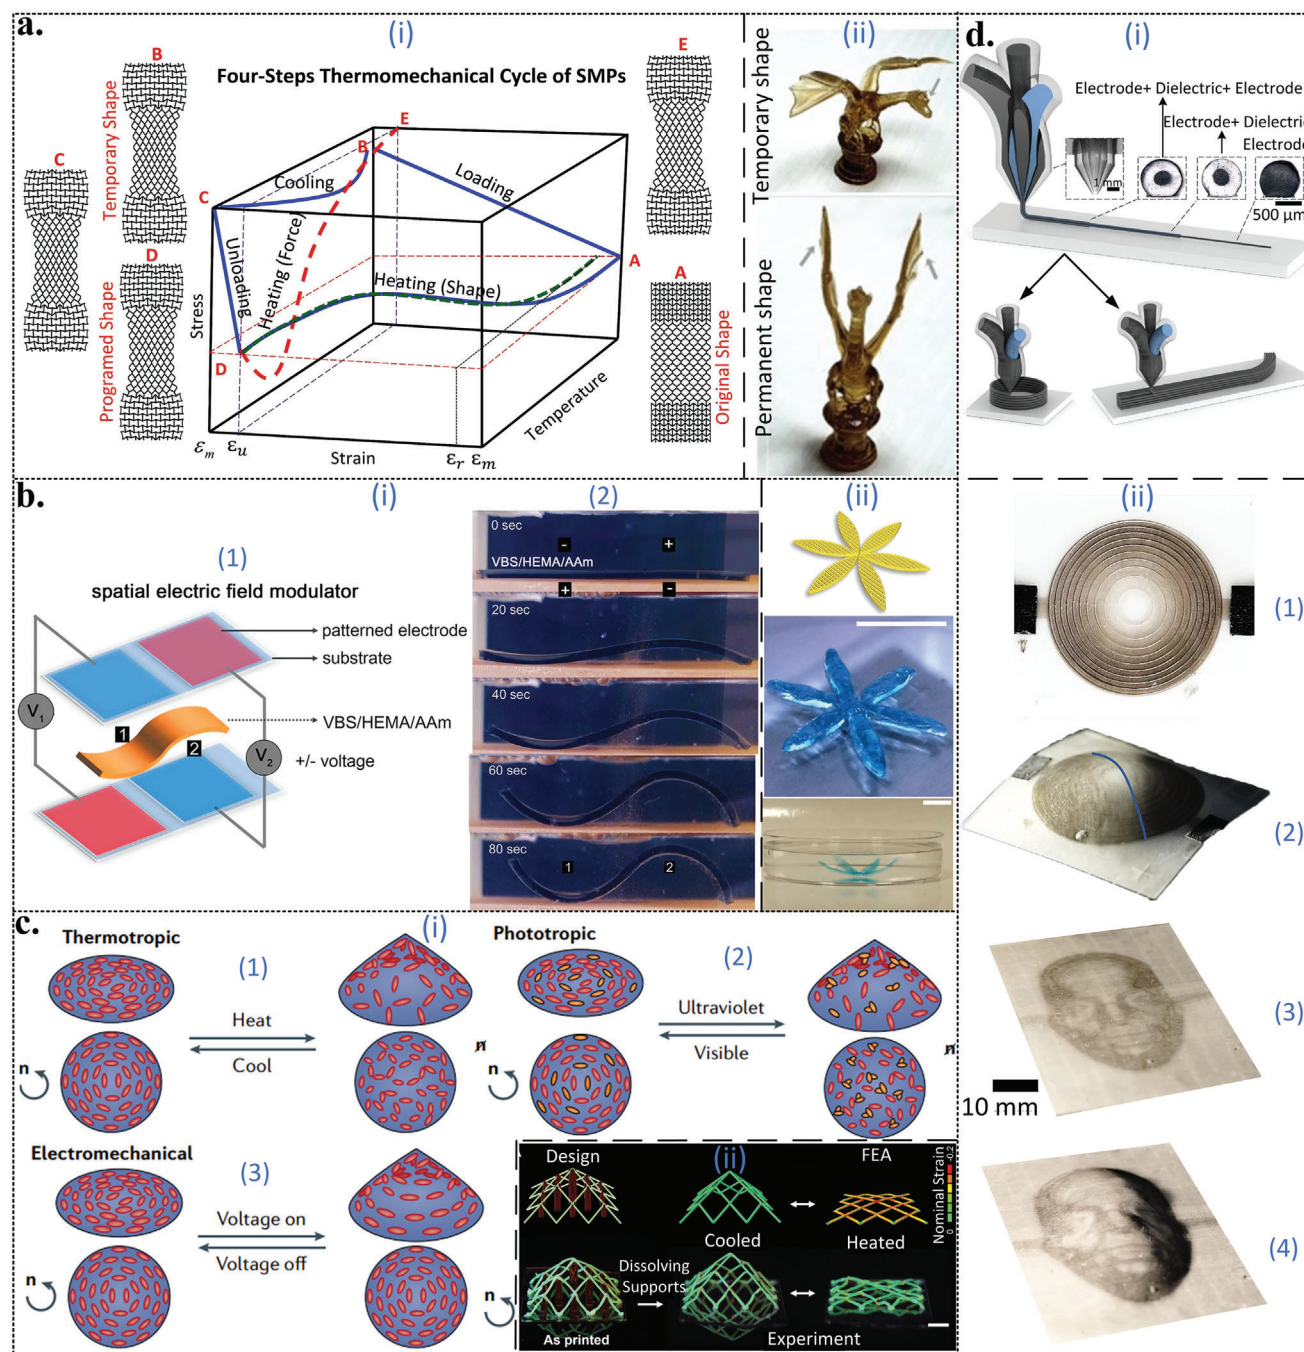 a.
(i)
Four-Steps Thermomechanical Cycle of SMPs
B
Temporary Shape
C
D
Programed Shape
E
B
C
Cooling
Loading
Unloading
Heating (Force)
Heating (Shape)
A
D
Stress
Temperature
Strain
εm
εu
εr
εm
E
A
Original Shape
(ii)
Temporary shape
Permanent shape
b.
(i)
(1)
spatial electric field modulator
patterned electrode
substrate
V1
1
2
VBS/HEMA/AAm
V2
+/- voltage
(2)
0 sec
- +
VBS/HEMA/AAm
+ -
20 sec
40 sec
60 sec
80 sec
1 2
(ii)
c.
(i)
Thermotropic
(1)
Heat
Cool
n
n
Phototropic
(2)
Ultraviolet
Visible
n
n
Electromechanical
(3)
Voltage on
Voltage off
n
n
(ii)
Design
FEA
Cooled
Heated
Nominal Strain
0 -0.2
Dissolving
Supports
As printed
Experiment
d.
(i)
Electrode+ Dielectric+ Electrode
Electrode+ Dielectric
Electrode
1 mm
500 μm
(ii)
(1)
(2)
(3)
10 mm
(4)